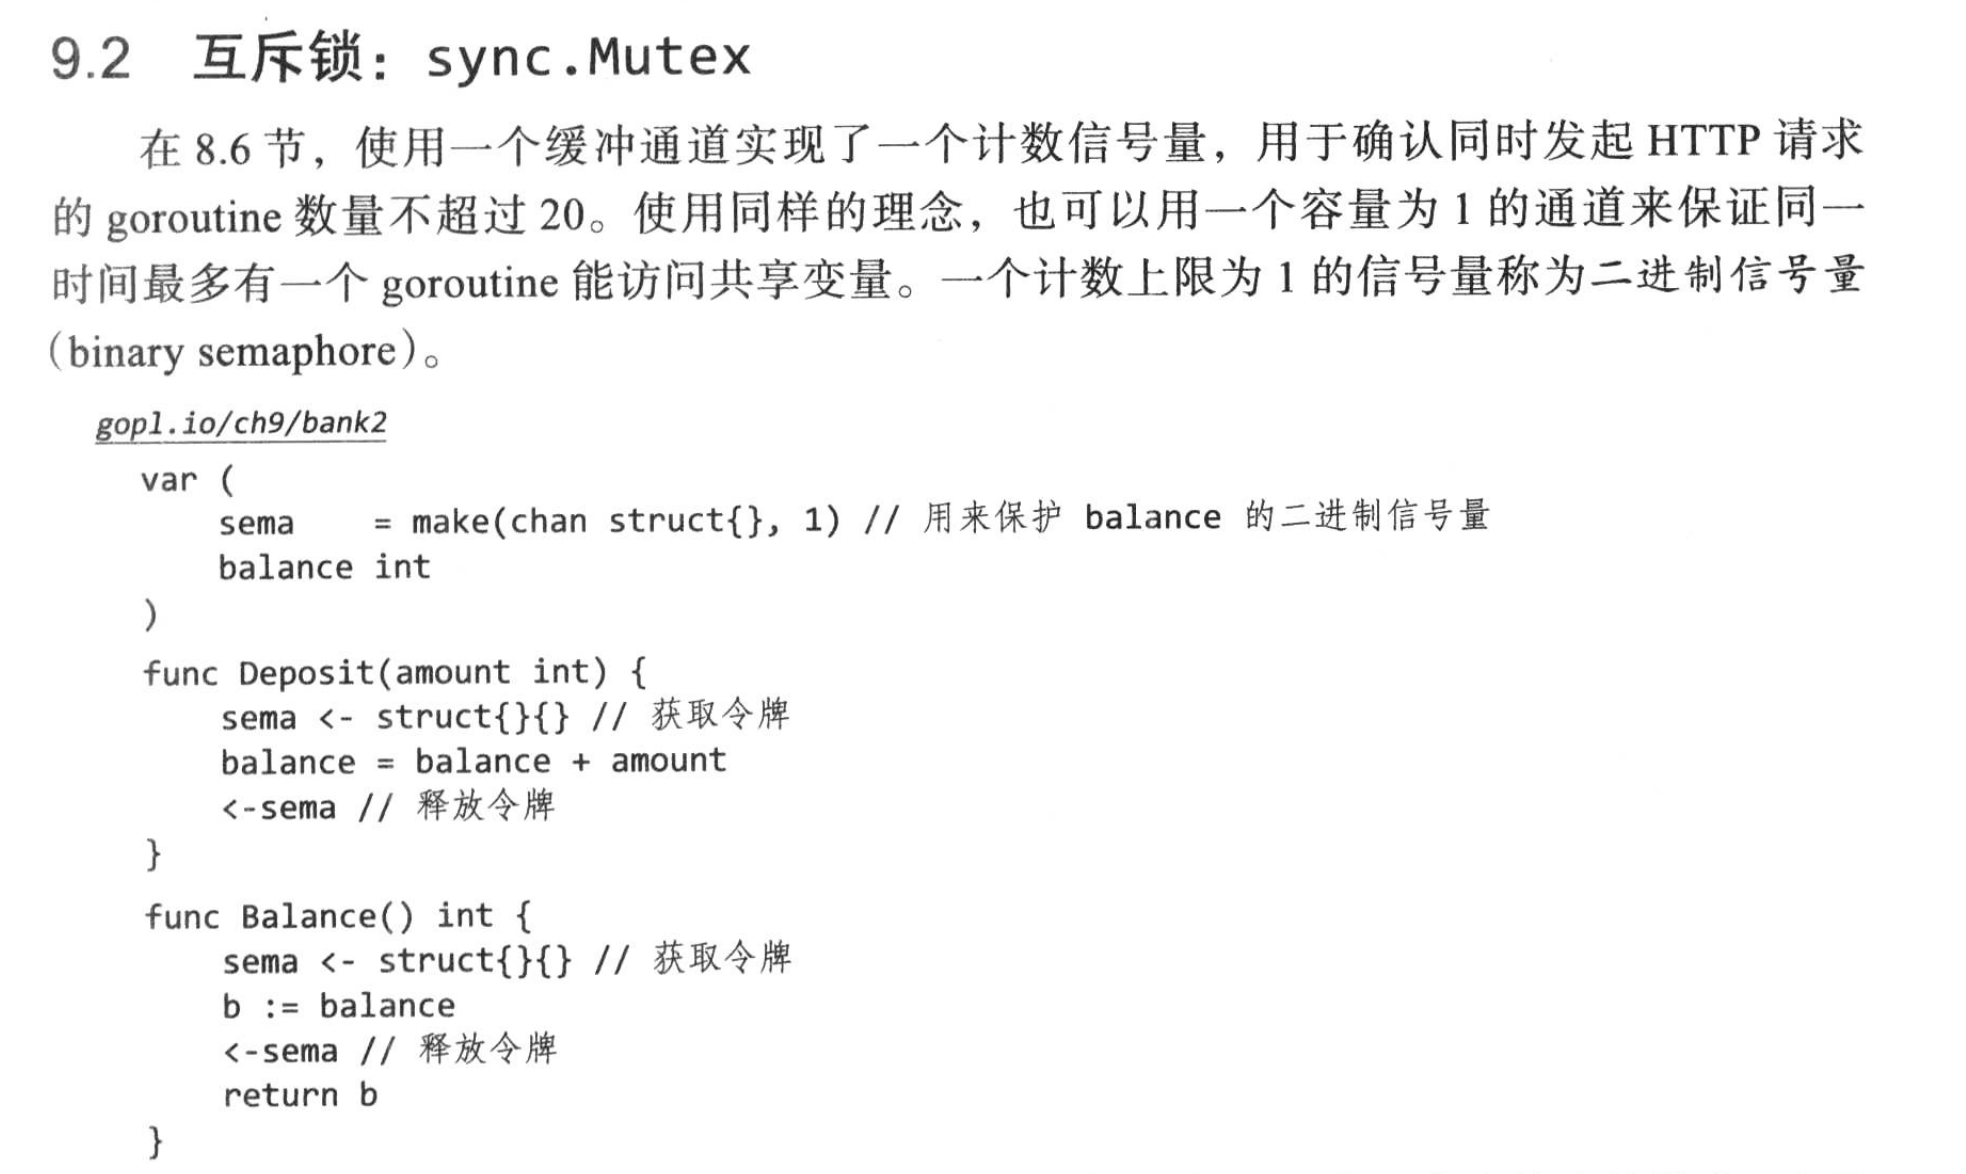 9.2 互斥锁：sync.Mutex
在 8.6 节，使用一个缓冲通道实现了一个计数信号量，用于确认同时发起 HTTP 请求
的 goroutine 数量不超过 20。使用同样的理念，也可以用一个容量为 1 的通道来保证同一
时间最多有一个 goroutine 能访问共享变量。一个计数上限为 1 的信号量称为二进制信号量
（binary semaphore）。
gopl.io/ch9/bank2
var (
    sema    = make(chan struct{}, 1) // 用来保护 balance 的二进制信号量
    balance int
)
func Deposit(amount int) {
    sema <- struct{}{} // 获取令牌
    balance = balance + amount
    <-sema // 释放令牌
}
func Balance() int {
    sema <- struct{}{} // 获取令牌
    b := balance
    <-sema // 释放令牌
    return b
}